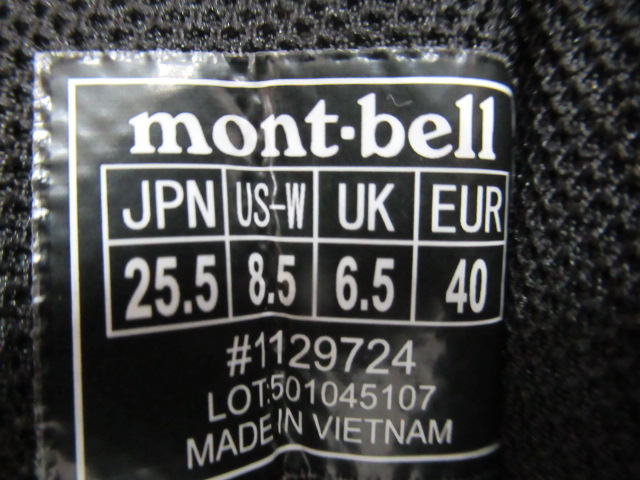 mont-bell
JPN US-W UK EUR
25.5 8.5 6.5 40
#1129724
LOT:501045107
MADE IN VIETNAM